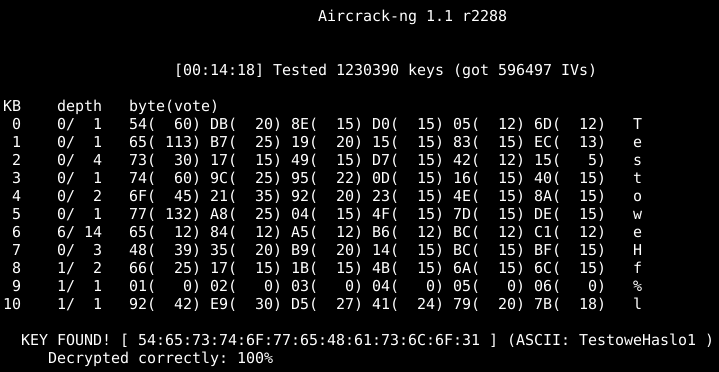 Aircrack-ng 1.1 r2288
[00:14:18] Tested 1230390 keys (got 596497 IVs)
KB depth byte(vote)
0 0/ 1 54( 60) DB( 20) 8E( 15) D0( 15) 05( 12) 6D( 12) T
1 0/ 1 65( 113) B7( 25) 19( 20) 15( 15) 83( 15) EC( 13) e
2 0/ 4 73( 30) 17( 15) 49( 15) D7( 15) 42( 12) 15( 5) s
3 0/ 1 74( 60) 9C( 25) 95( 22) 0D( 15) 16( 15) 40( 15) t
4 0/ 2 6F( 45) 21( 35) 92( 20) 23( 15) 4E( 15) 8A( 15) o
5 0/ 1 77( 132) A8( 25) 04( 15) 4F( 15) 7D( 15) DE( 15) w
6 6/ 14 65( 12) 84( 12) A5( 12) B6( 12) BC( 12) C1( 12) e
7 0/ 3 48( 39) 35( 20) B9( 20) 14( 15) BC( 15) BF( 15) H
8 1/ 2 66( 25) 17( 15) 1B( 15) 4B( 15) 6A( 15) 6C( 15) f
9 1/ 1 01( 0) 02( 0) 03( 0) 04( 0) 05( 0) 06( 0) %
10 1/ 1 92( 42) E9( 30) D5( 27) 41( 24) 79( 20) 7B( 18) l
KEY FOUND! [ 54:65:73:74:6F:77:65:48:61:73:6C:6F:31 ] (ASCII: TestoweHaslo1 )
Decrypted correctly: 100%